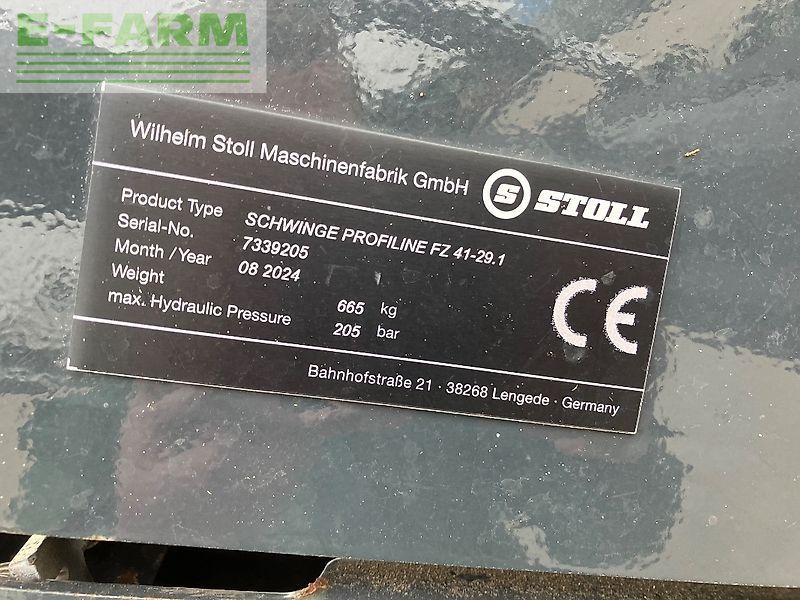 E-FARM
Wilhelm Stoll Maschinenfabrik GmbH
S STOLL
Product Type SCHWINGE PROFILINE FZ 41-29.1
Serial-No. 7339205
Month /Year 08 2024
Weight 665 kg
max. Hydraulic Pressure 205 bar
CE
Bahnhofstraße 21 · 38268 Lengede · Germany